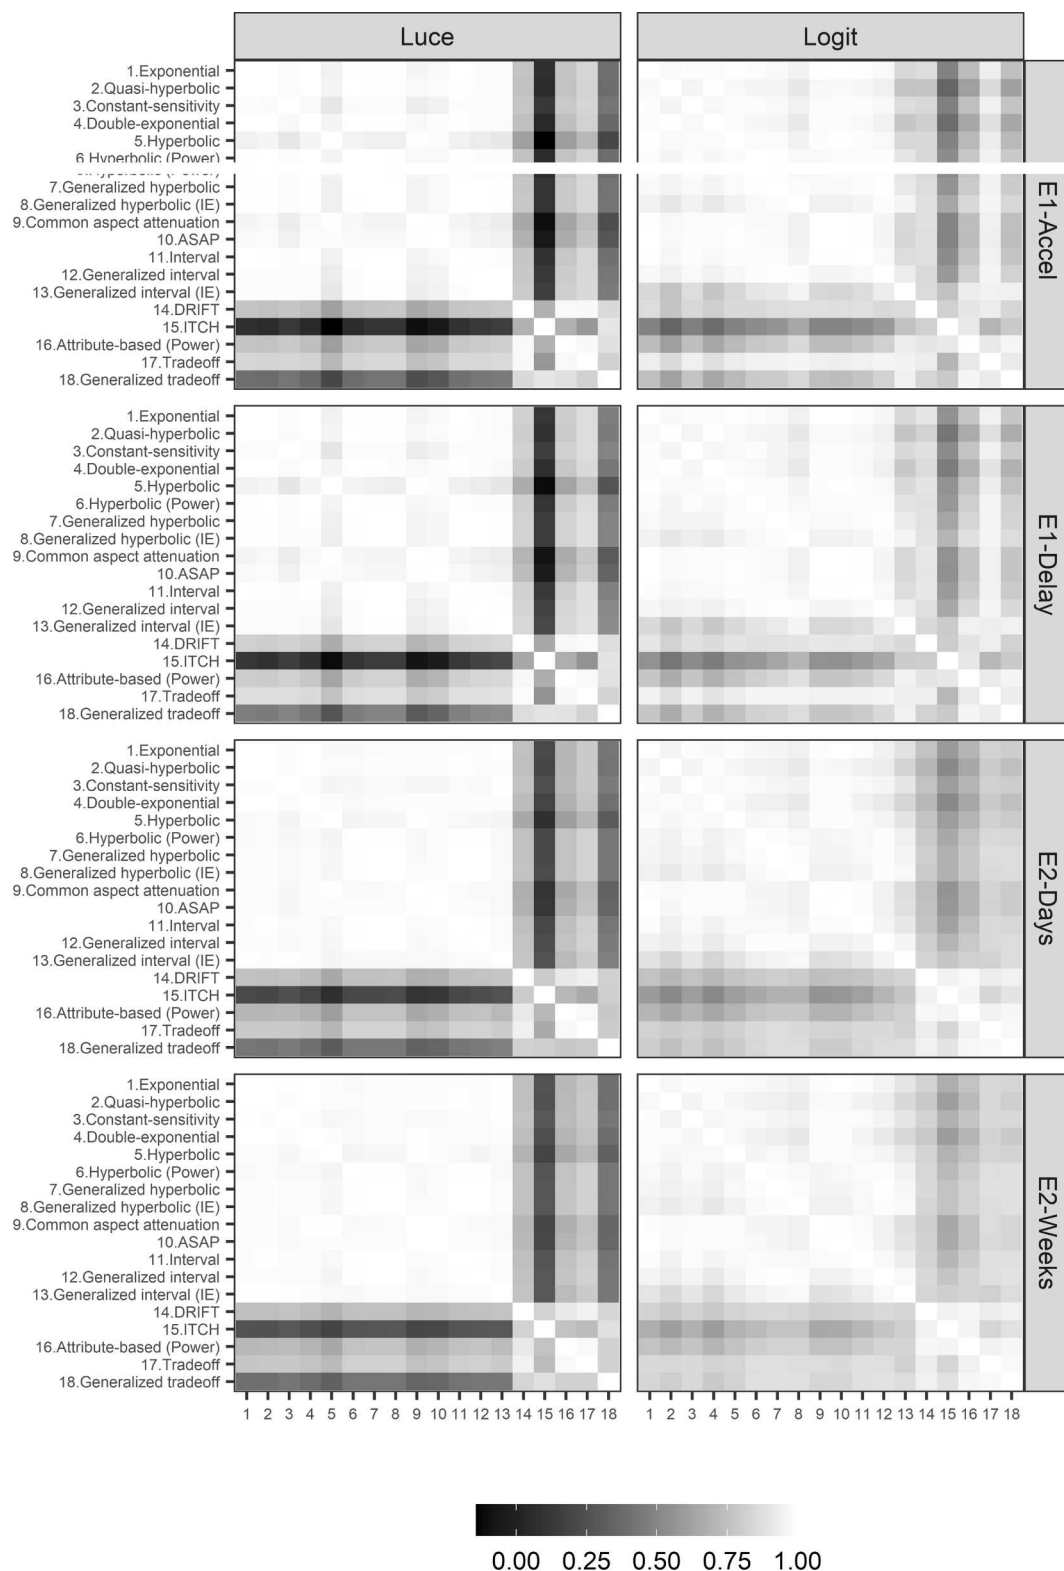 Luce Logit
1.Exponential
2.Quasi-hyperbolic
3.Constant-sensitivity
4.Double-exponential
5.Hyperbolic
6.Hyperbolic (Power)
7.Generalized hyperbolic
8.Generalized hyperbolic (IE)
9.Common aspect attenuation
10.ASAP
11.Interval
12.Generalized interval
13.Generalized interval (IE)
14.DRIFT
15.ITCH
16.Attribute-based (Power)
17.Tradeoff
18.Generalized tradeoff
E1-Accel
1.Exponential
2.Quasi-hyperbolic
3.Constant-sensitivity
4.Double-exponential
5.Hyperbolic
6.Hyperbolic (Power)
7.Generalized hyperbolic
8.Generalized hyperbolic (IE)
9.Common aspect attenuation
10.ASAP
11.Interval
12.Generalized interval
13.Generalized interval (IE)
14.DRIFT
15.ITCH
16.Attribute-based (Power)
17.Tradeoff
18.Generalized tradeoff
E1-Delay
1.Exponential
2.Quasi-hyperbolic
3.Constant-sensitivity
4.Double-exponential
5.Hyperbolic
6.Hyperbolic (Power)
7.Generalized hyperbolic
8.Generalized hyperbolic (IE)
9.Common aspect attenuation
10.ASAP
11.Interval
12.Generalized interval
13.Generalized interval (IE)
14.DRIFT
15.ITCH
16.Attribute-based (Power)
17.Tradeoff
18.Generalized tradeoff
E2-Days
1.Exponential
2.Quasi-hyperbolic
3.Constant-sensitivity
4.Double-exponential
5.Hyperbolic
6.Hyperbolic (Power)
7.Generalized hyperbolic
8.Generalized hyperbolic (IE)
9.Common aspect attenuation
10.ASAP
11.Interval
12.Generalized interval
13.Generalized interval (IE)
14.DRIFT
15.ITCH
16.Attribute-based (Power)
17.Tradeoff
18.Generalized tradeoff
E2-Weeks
1 2 3 4 5 6 7 8 9 10 11 12 13 14 15 16 17 18 1 2 3 4 5 6 7 8 9 10 11 12 13 14 15 16 17 18
0.00 0.25 0.50 0.75 1.00